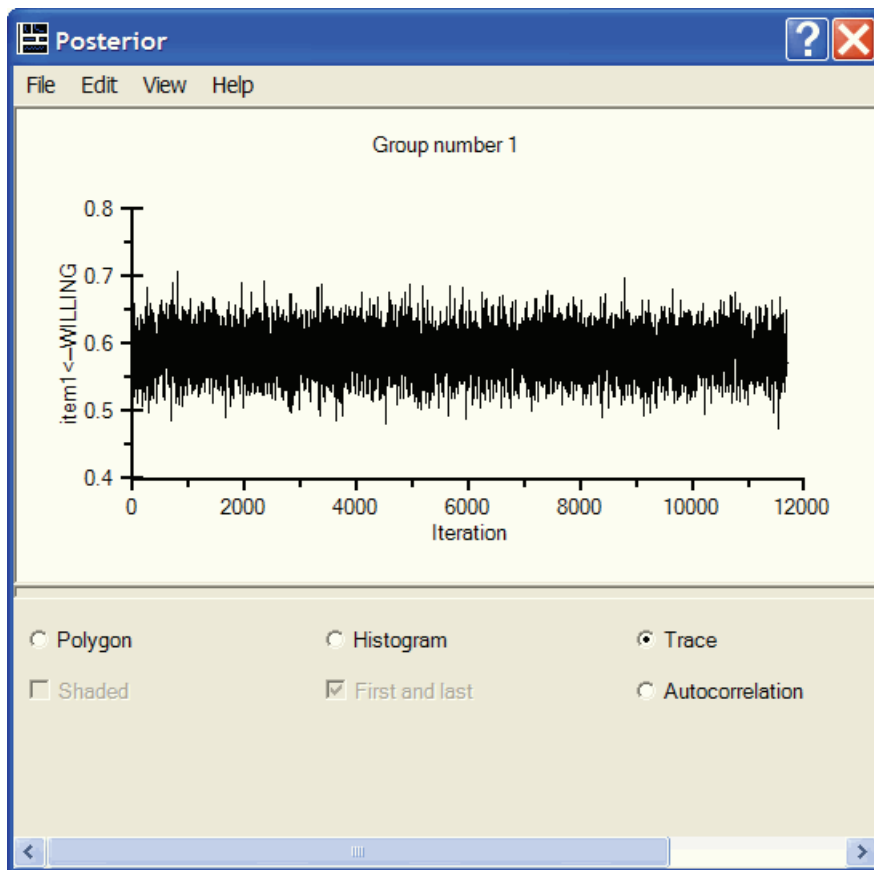 Posterior
File Edit View Help
Group number 1
item1<--WILLING
0.8
0.7
0.6
0.5
0.4
0 2000 4000 6000 8000 10000 12000
Iteration
Polygon Histogram Trace
Shaded First and last Autocorrelation